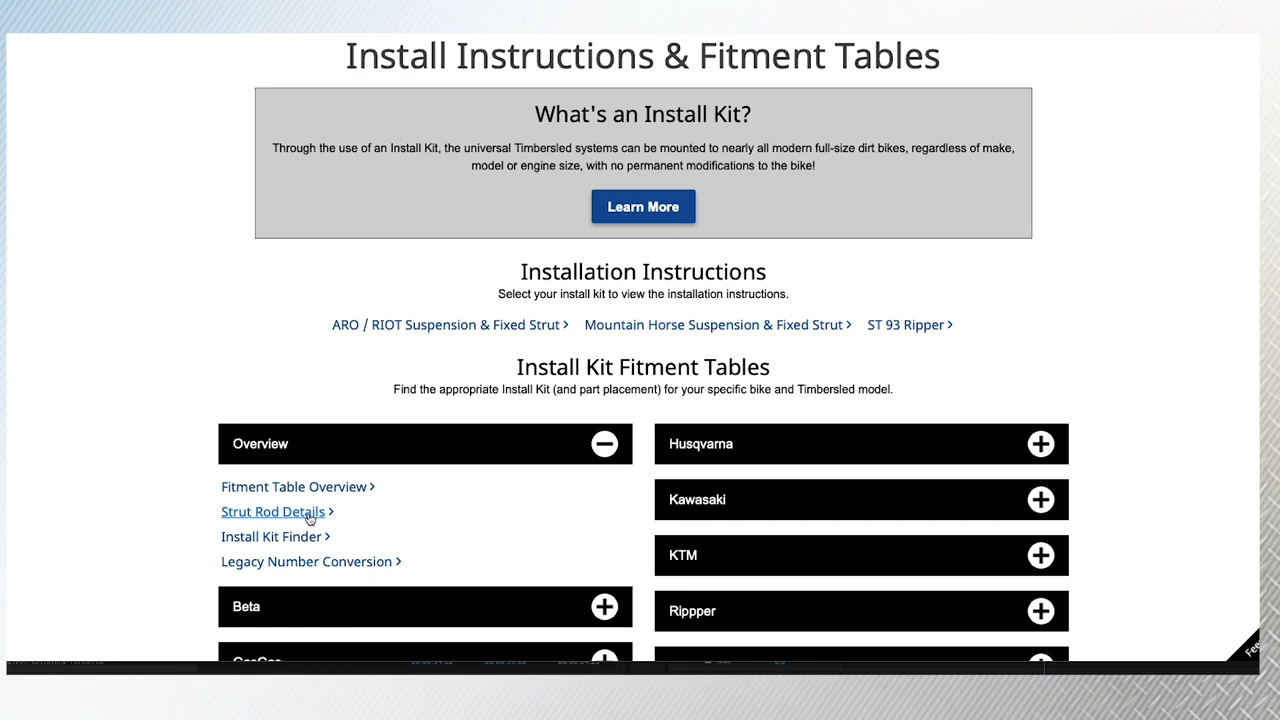 Install Instructions & Fitment Tables
What's an Install Kit?
Through the use of an Install Kit, the universal Timbersled systems can be mounted to nearly all modern full-size dirt bikes, regardless of make,
model or engine size, with no permanent modifications to the bike!
Learn More
Installation Instructions
Select your install kit to view the installation instructions.
ARO / RIOT Suspension & Fixed Strut > Mountain Horse Suspension & Fixed Strut > ST 93 Ripper >
Install Kit Fitment Tables
Find the appropriate Install Kit (and part placement) for your specific bike and Timbersled model.
Overview
Fitment Table Overview >
Strut Rod Details >
Install Kit Finder >
Legacy Number Conversion >
Beta
GasGas
Husqvarna
Kawasaki
KTM
Rippper
Fee